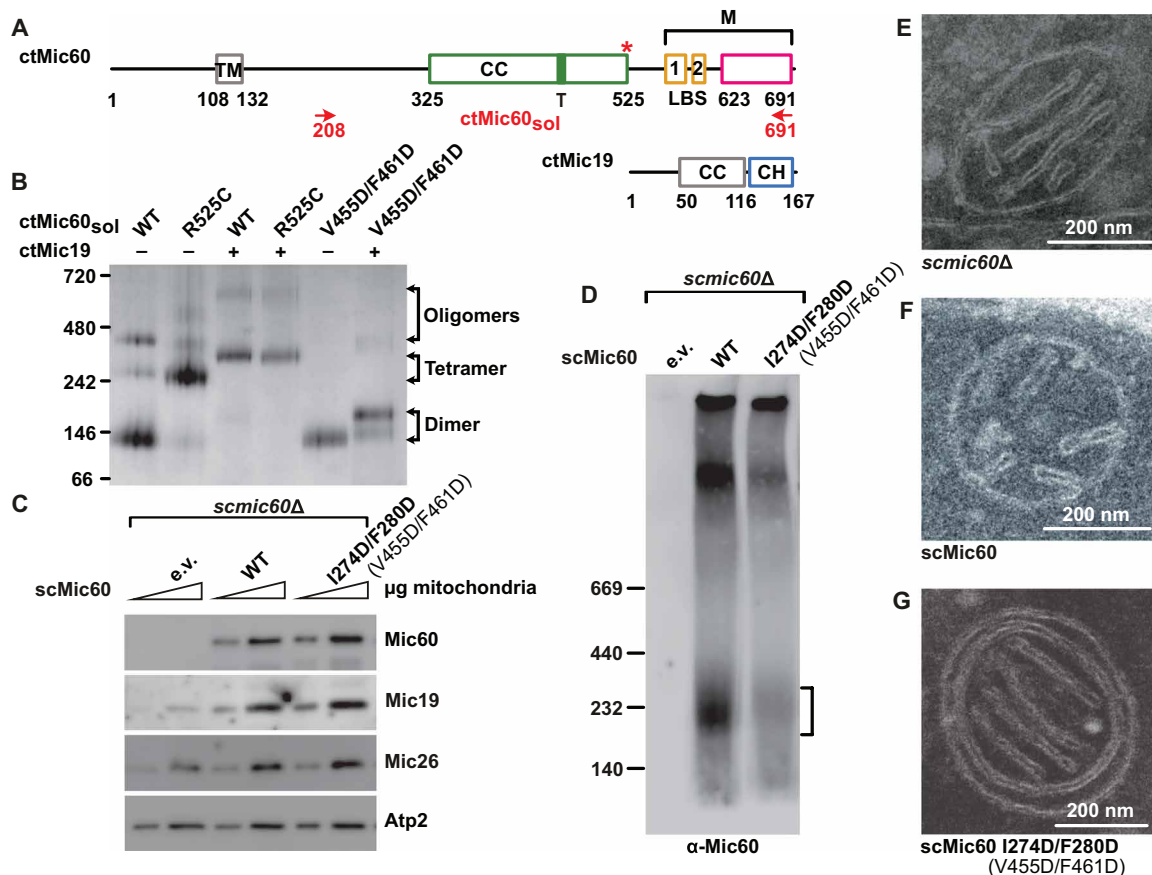 A
ctMic60
M
TM
CC
*
1 2
1
108 132
325
T
525
LBS
623 691
208
ctMic60sol
691
ctMic19
CC
CH
1
50
116
167
B
ctMic60sol
WT
R525C
WT
R525C
V455D/F461D
V455D/F461D
ctMic19
– – + + – +
720
480
242
146
66
Oligomers
Tetramer
Dimer
C
scmic60Δ
scMic60
e.v.
WT
I274D/F280D
(V455D/F461D)
µg mitochondria
Mic60
Mic19
Mic26
Atp2
D
scmic60Δ
scMic60
e.v.
WT
I274D/F280D
(V455D/F461D)
669
440
232
140
α-Mic60
E
200 nm
scmic60Δ
F
200 nm
scMic60
G
200 nm
scMic60 I274D/F280D
(V455D/F461D)